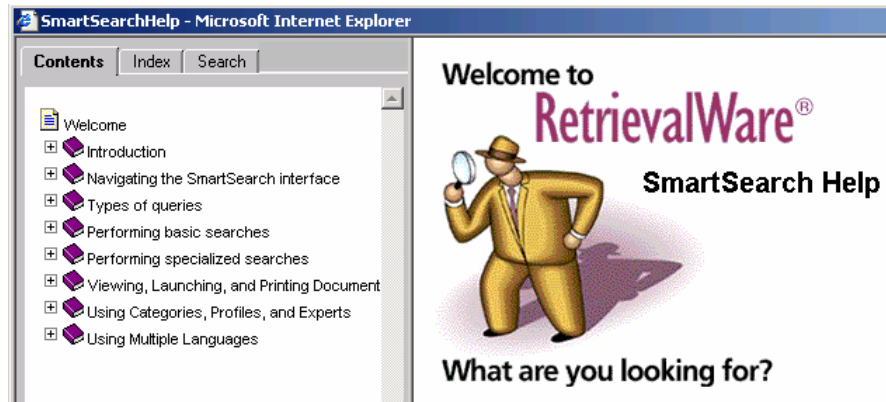 SmartSearchHelp - Microsoft Internet Explorer
Contents Index Search
Welcome
Introduction
Navigating the SmartSearch interface
Types of queries
Performing basic searches
Performing specialized searches
Viewing, Launching, and Printing Document
Using Categories, Profiles, and Experts
Using Multiple Languages
Welcome to
RetrievalWare®
SmartSearch Help
What are you looking for?